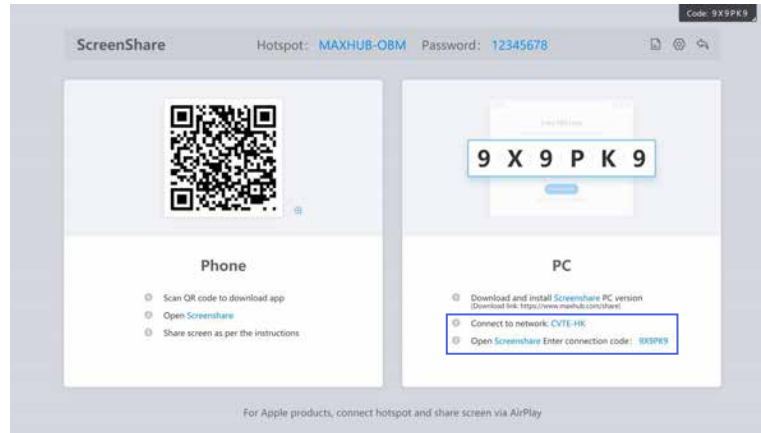 Code: 9X9PK9
ScreenShare Hotspot: MAXHUB-OBM Password: 12345678
9 X 9 P K 9
Phone
Scan QR code to download app
Open Screenshare
Share screen as per the instructions
PC
Download and install Screenshare PC version
(Download link: https://www.maxhub.com/share)
Connect to network: CVTE-HK
Open Screenshare Enter connection code: 9X9PK9
For Apple products, connect hotspot and share screen via AirPlay